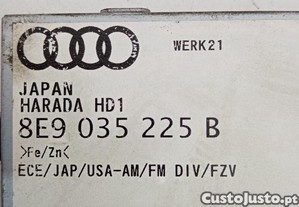 WERK21
JAPAN
HARADA HD1
8E9 035 225 B
>Fe/Zn<
ECE/JAP/USA-AM/FM DIV/FZV
CustoJusto.pt